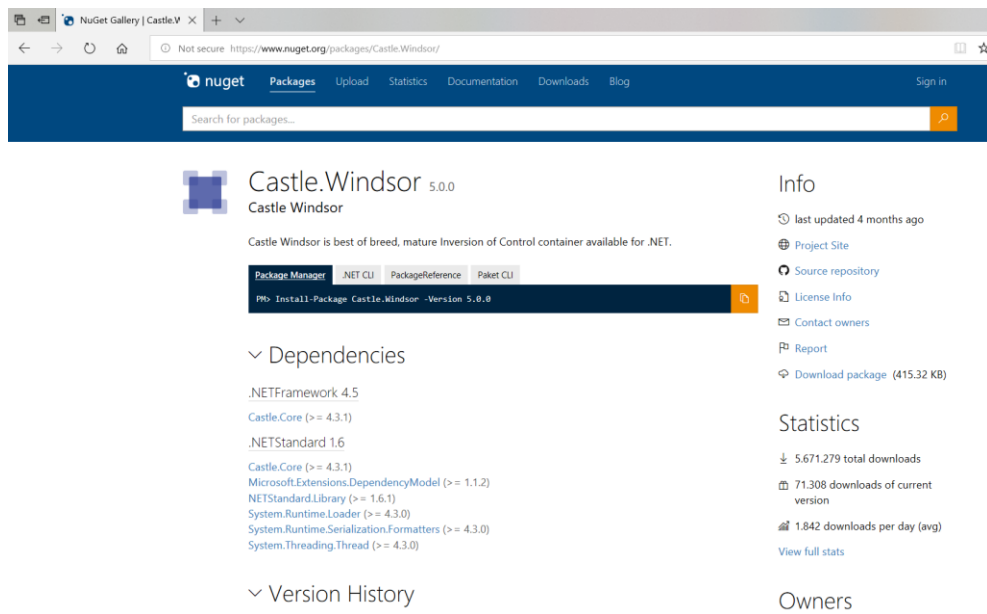 NuGet Gallery | Castle.W
Not secure https://www.nuget.org/packages/Castle.Windsor/
nuget Packages Upload Statistics Documentation Downloads Blog Sign in
Search for packages...
Castle.Windsor 5.0.0
Castle Windsor
Castle Windsor is best of breed, mature Inversion of Control container available for .NET.
Package Manager .NET CLI PackageReference Paket CLI
PM> Install-Package Castle.Windsor -Version 5.0.0
Dependencies
.NETFramework 4.5
Castle.Core (>= 4.3.1)
.NETStandard 1.6
Castle.Core (>= 4.3.1)
Microsoft.Extensions.DependencyModel (>= 1.1.2)
NETStandard.Library (>= 1.6.1)
System.Runtime.Loader (>= 4.3.0)
System.Runtime.Serialization.Formatters (>= 4.3.0)
System.Threading.Thread (>= 4.3.0)
Version History
Info
last updated 4 months ago
Project Site
Source repository
License Info
Contact owners
Report
Download package (415.32 KB)
Statistics
5.671.279 total downloads
71.308 downloads of current
version
1.842 downloads per day (avg)
View full stats
Owners